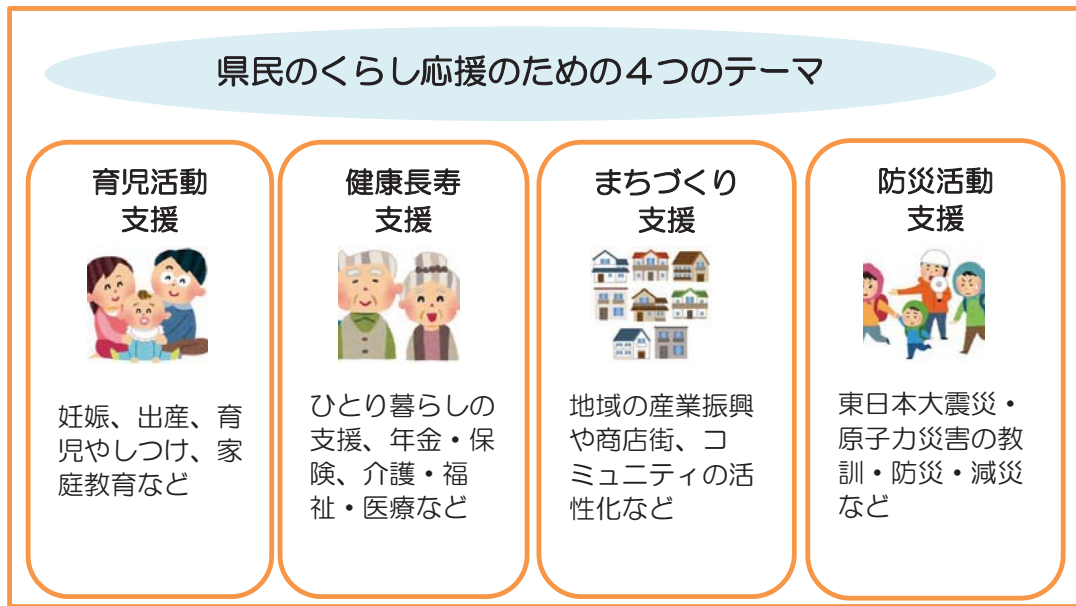 県民のくらし応援のための４つのテーマ
育児活動
支援
妊娠、出産、育
児やしつけ、家
庭教育など
健康長寿
支援
ひとり暮らしの
支援、年金・保
険、介護・福
祉・医療など
まちづくり
支援
地域の産業振興
や商店街、コ
ミュニティの活
性化など
防災活動
支援
東日本大震災・
原子力災害の教
訓・防災・減災
など